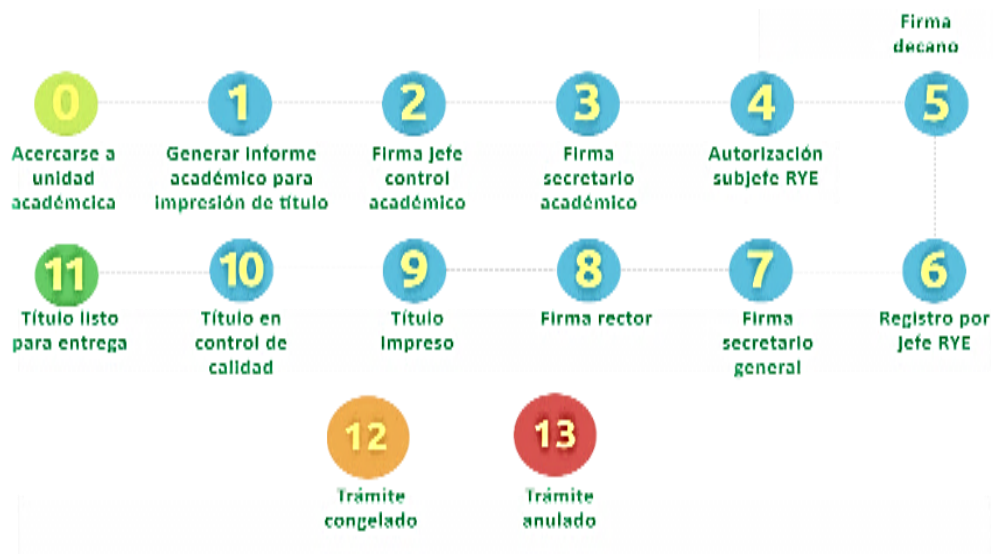 Firma
decano
0
1
2
3
4
5
Acercarse a
unidad
académcica
Generar informe
académico para
impresión de título
Firma jefe
control
académico
Firma
secretario
académico
Autorización
subjefe RYE
11
10
9
8
7
6
Título listo
para entrega
Título en
control de
calidad
Título
impreso
Firma rector
Firma
secretario
general
Registro por
jefe RYE
12
13
Trámite
congelado
Trámite
anulado